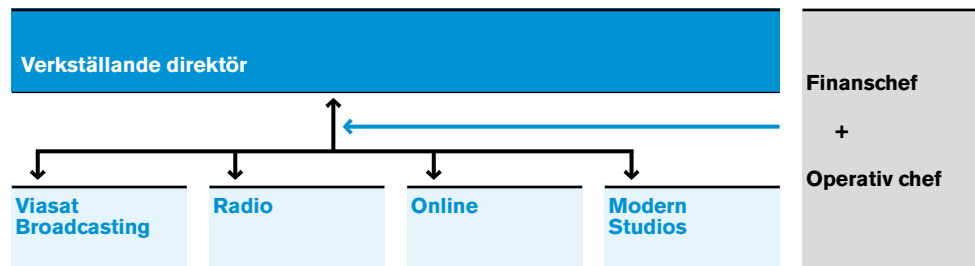 Verkställande direktör
Finanschef
+
Operativ chef
Viasat
Broadcasting
Radio
Online
Modern
Studios